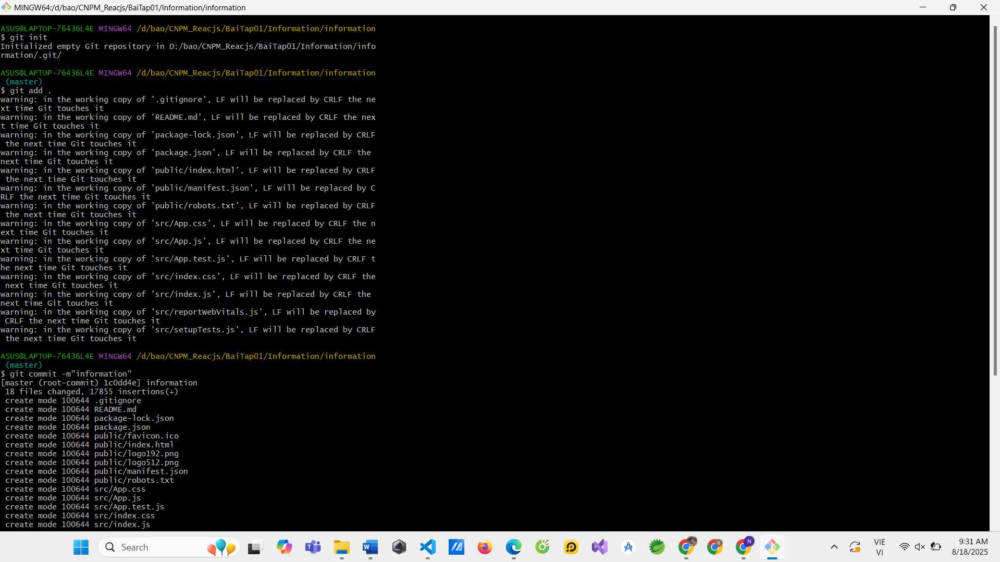 MINGW64:/d/bao/CNPM_Reacjs/BaiTap01/Information/information
ASUS@LAPTOP-76436L4E MINGW64 /d/bao/CNPM_Reacjs/BaiTap01/Information/information
$ git init
Initialized empty Git repository in D:/bao/CNPM_Reacjs/BaiTap01/Information/info
rmation/.git/
ASUS@LAPTOP-76436L4E MINGW64 /d/bao/CNPM_Reacjs/BaiTap01/Information/information
(master)
$ git add .
warning: in the working copy of '.gitignore', LF will be replaced by CRLF the ne
xt time Git touches it
warning: in the working copy of 'README.md', LF will be replaced by CRLF the nex
t time Git touches it
warning: in the working copy of 'package-lock.json', LF will be replaced by CRLF
the next time Git touches it
warning: in the working copy of 'package.json', LF will be replaced by CRLF the
next time Git touches it
warning: in the working copy of 'public/index.html', LF will be replaced by CRLF
the next time Git touches it
warning: in the working copy of 'public/manifest.json', LF will be replaced by C
RLF the next time Git touches it
warning: in the working copy of 'public/robots.txt', LF will be replaced by CRLF
the next time Git touches it
warning: in the working copy of 'src/App.css', LF will be replaced by CRLF the n
ext time Git touches it
warning: in the working copy of 'src/App.js', LF will be replaced by CRLF the ne
xt time Git touches it
warning: in the working copy of 'src/App.test.js', LF will be replaced by CRLF t
he next time Git touches it
warning: in the working copy of 'src/index.css', LF will be replaced by CRLF the
next time Git touches it
warning: in the working copy of 'src/index.js', LF will be replaced by CRLF the
next time Git touches it
warning: in the working copy of 'src/reportWebVitals.js', LF will be replaced by
CRLF the next time Git touches it
warning: in the working copy of 'src/setupTests.js', LF will be replaced by CRLF
the next time Git touches it
ASUS@LAPTOP-76436L4E MINGW64 /d/bao/CNPM_Reacjs/BaiTap01/Information/information
(master)
$ git commit -m"information"
[master (root-commit) 1c0dd4e] information
18 files changed, 17855 insertions(+)
create mode 100644 .gitignore
create mode 100644 README.md
create mode 100644 package-lock.json
create mode 100644 package.json
create mode 100644 public/favicon.ico
create mode 100644 public/index.html
create mode 100644 public/logo192.png
create mode 100644 public/logo512.png
create mode 100644 public/manifest.json
create mode 100644 public/robots.txt
create mode 100644 src/App.css
create mode 100644 src/App.js
create mode 100644 src/App.test.js
create mode 100644 src/index.css
create mode 100644 src/index.js
Search
VIE
VI
9:31 AM
8/18/2025